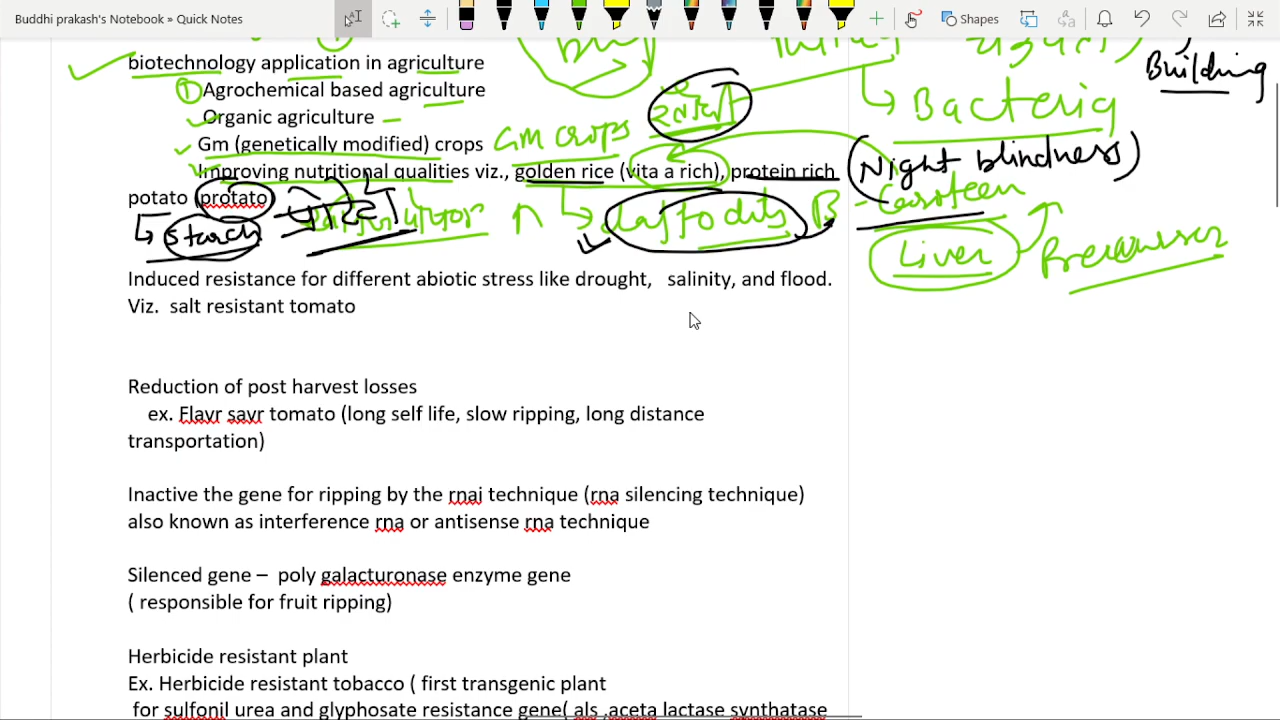 Buddhi prakash's Notebook » Quick Notes
Shapes
Building
biotechnology application in agriculture
① Agrochemical based agriculture
Bacteria
Organic agriculture
Gm (genetically modified) crops Gm crops
Night blindness
Improving nutritional qualities viz., golden rice (vita a rich), protein rich
potato (protato)
Starch
daffodils B - Caroteen
Liver Precursor
Induced resistance for different abiotic stress like drought, salinity, and flood.
Viz. salt resistant tomato
Reduction of post harvest losses
ex. Flavr savr tomato (long self life, slow ripping, long distance
transportation)
Inactive the gene for ripping by the rnai technique (rna silencing technique)
also known as interference rna or antisense rna technique
Silenced gene – poly galacturonase enzyme gene
( responsible for fruit ripping)
Herbicide resistant plant
Ex. Herbicide resistant tobacco ( first transgenic plant
for sulfonil urea and glyphosate resistance gene( als ,aceta lactase synthatase